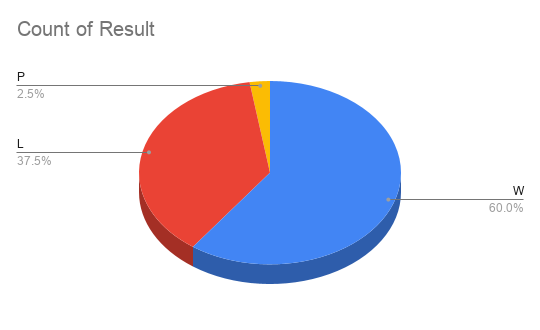 Count of Result
P
2.5%
L
37.5%
W
60.0%